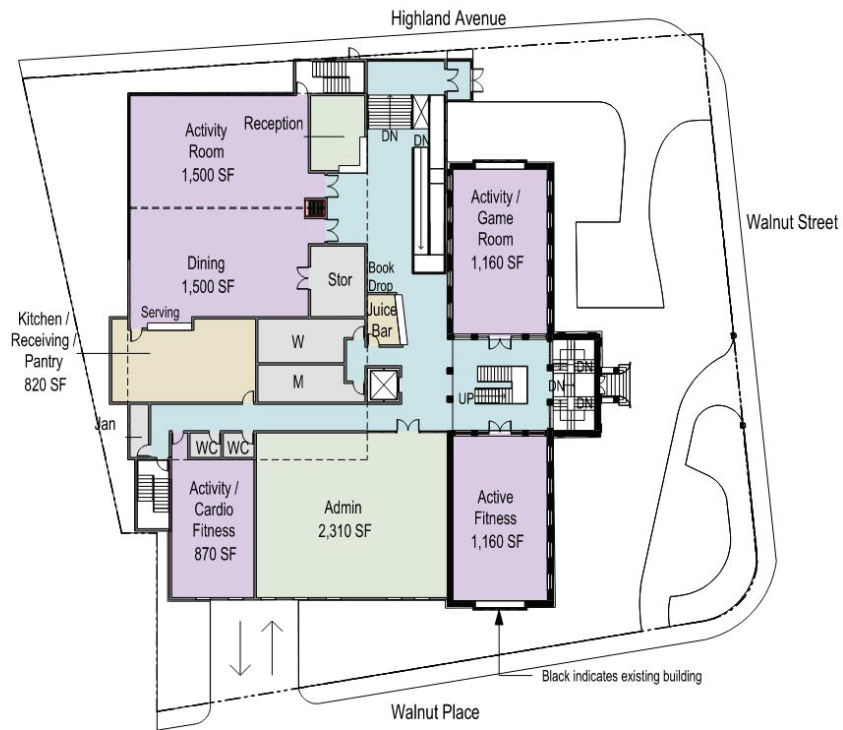 Highland Avenue
Reception
Activity
Room
1,500 SF
DN
DN
Activity /
Game
Room
1,160 SF
Walnut Street
Dining
1,500 SF
Stor
Book
Drop
Juice
Bar
Serving
Kitchen /
Receiving /
Pantry
820 SF
W
M
UP
DN
DN
DN
Jan
WC
WC
Activity /
Cardio
Fitness
870 SF
Admin
2,310 SF
Active
Fitness
1,160 SF
Black indicates existing building
Walnut Place